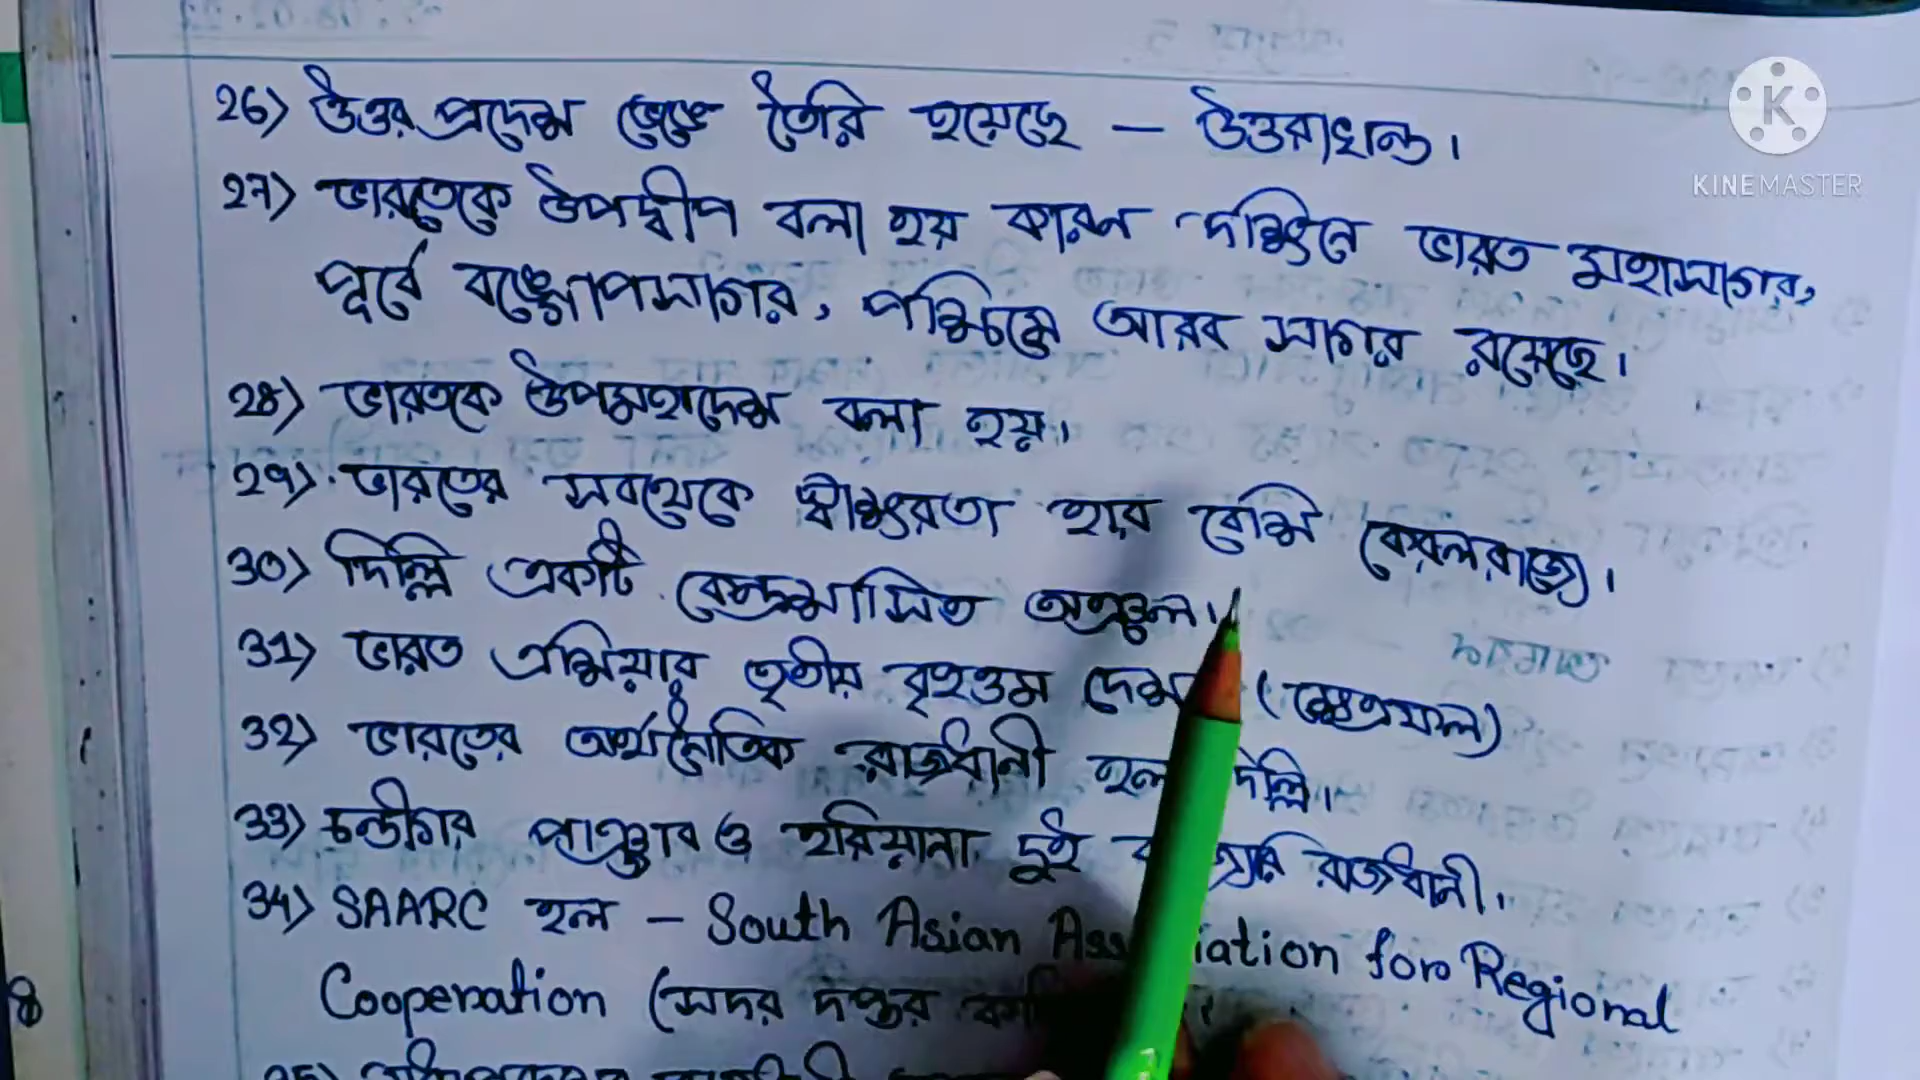 26) উত্তর প্রদেশ ভেঙে তৈরি হয়েছে – উত্তরাখন্ড।
KINEMASTER
27) ভারতেকে উপদ্বীপ বলা হয় কারণ দক্ষিনে ভারত মহাসাগর,
পূর্বে বঙ্গোপসাগর, পশ্চিমে আরব সাগর রয়েছে।
28) ভারতকে উপমহাদেশ বলা হয়।
29) ভারতের সবথেকে স্বাক্ষরতা হার বেশি কেরলরাজ্যে।
30) দিল্লি একটি কেন্দ্রশাসিত অঞ্চল।
31) ভারত এশিয়ার তৃতীয় বৃহত্তম দেশ (ক্ষেত্রফল)
32) ভারতের অর্থনৈতিক রাজধানী হল দিল্লি।
33) চন্ডীগর পাঞ্জাব ও হরিয়ানা দুই রাজধানী.
34) SAARC হল – South Asian for Regional
Cooperation (সদর দপ্তর